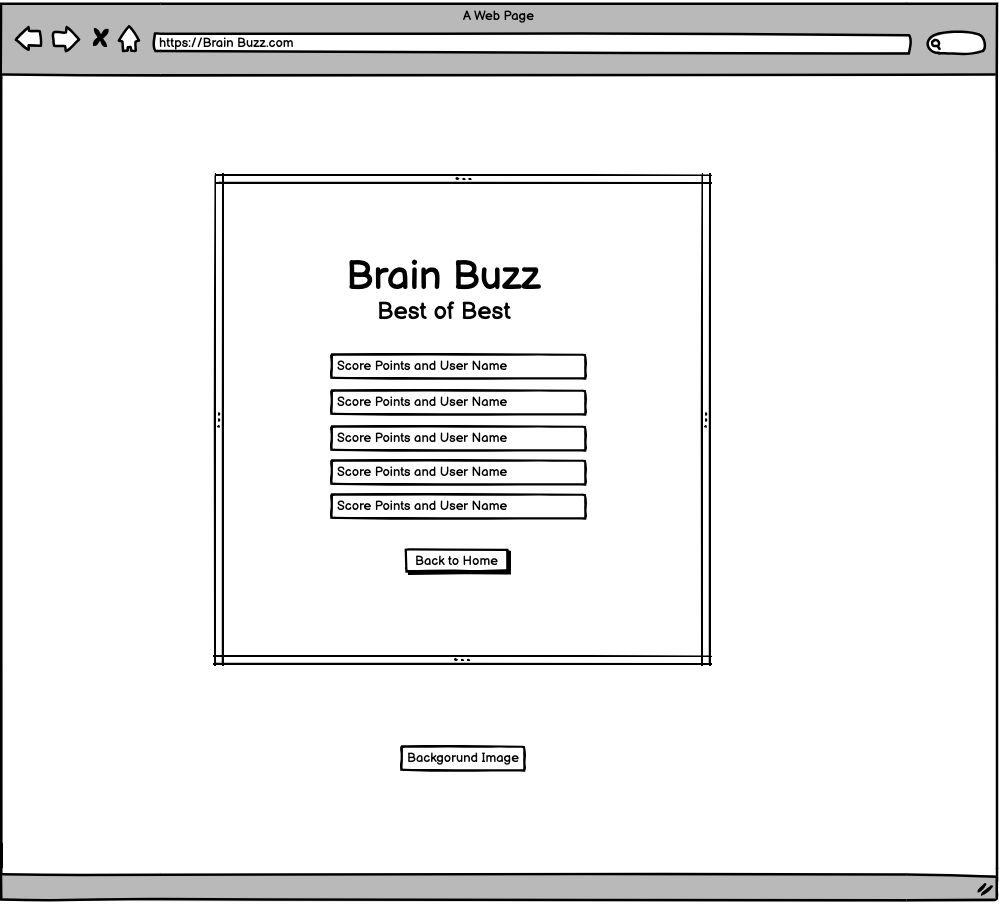 A Web Page
https://Brain Buzz.com
Brain Buzz
Best of Best
Score Points and User Name
Score Points and User Name
Score Points and User Name
Score Points and User Name
Score Points and User Name
Back to Home
Backgorund Image